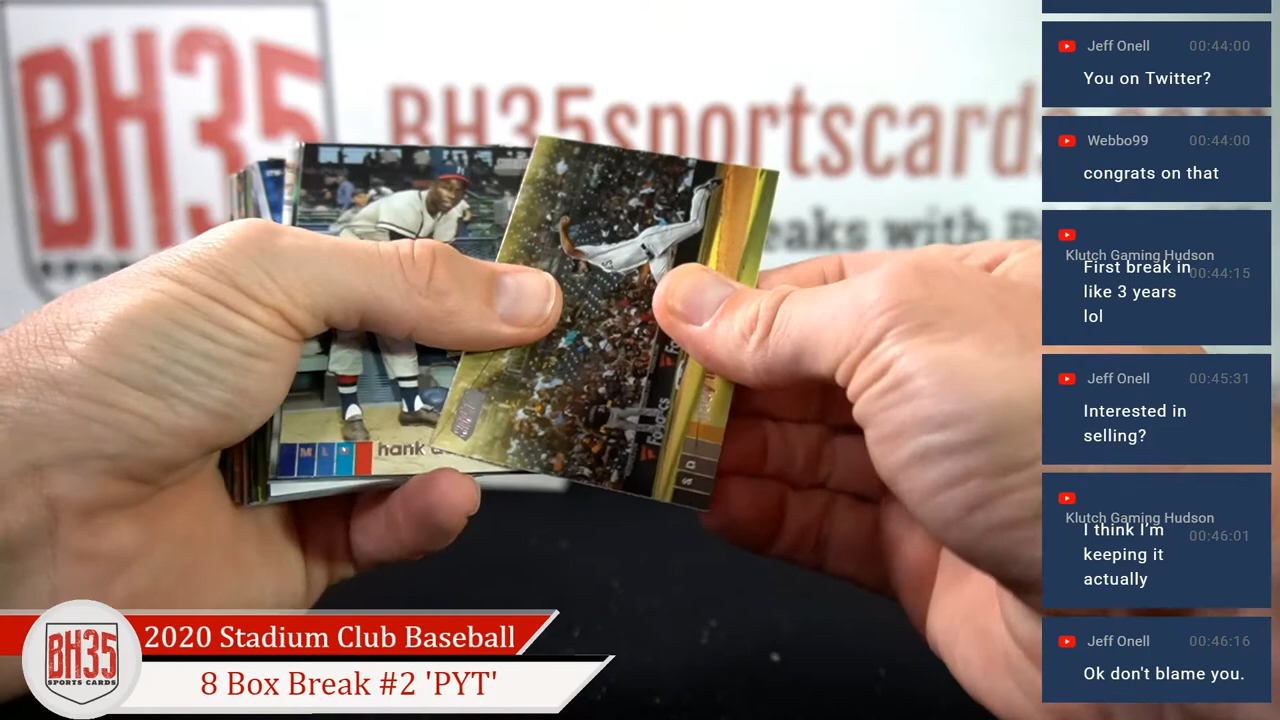 BH35
SPORTS
BH35sportscards.com
eaks with B
hank a
M L
S D
Jeff Onell 00:44:00
You on Twitter?
Webbo99 00:44:00
congrats on that
Klutch Gaming Hudson
First break in 00:44:15
like 3 years
lol
Jeff Onell 00:45:31
Interested in
selling?
Klutch Gaming Hudson
I think I'm 00:46:01
keeping it
actually
Jeff Onell 00:46:16
Ok don't blame you.
BH35
SPORTS CARDS
2020 Stadium Club Baseball
8 Box Break #2 'PYT'